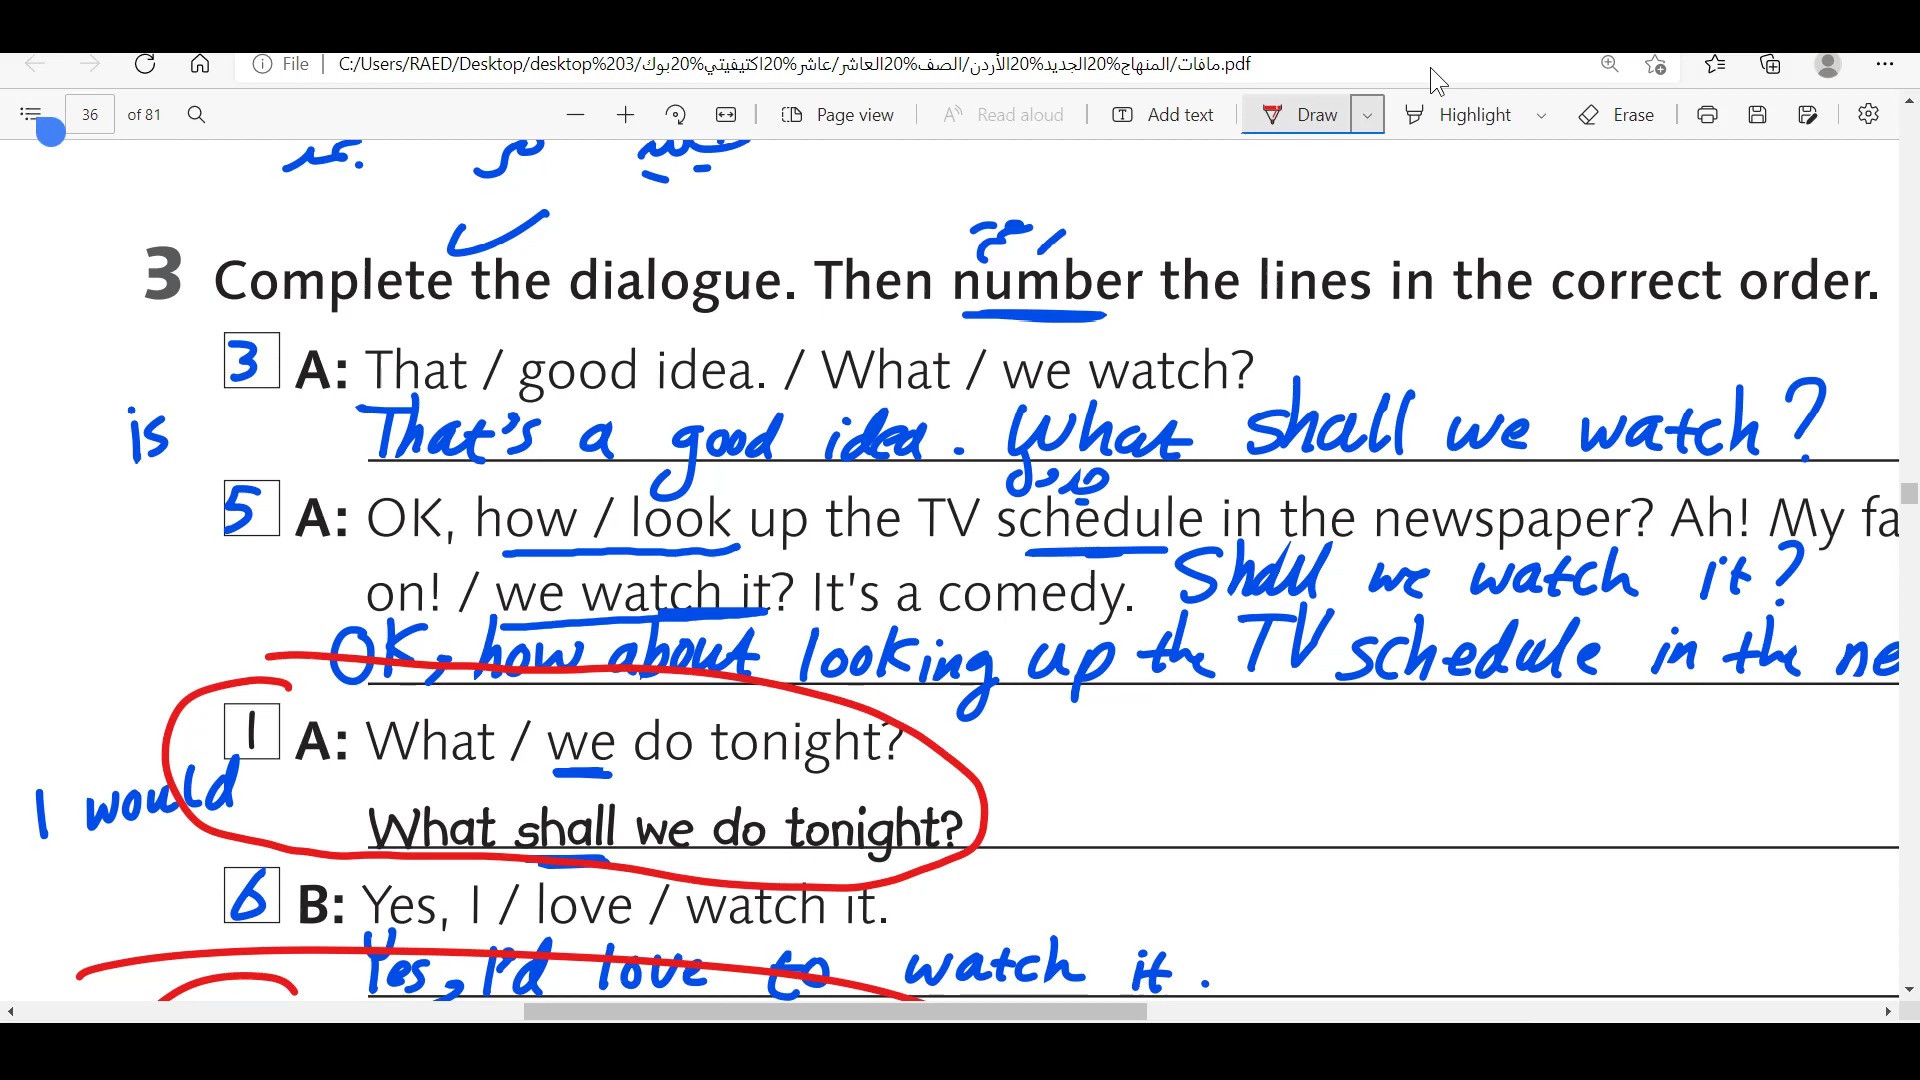 File | C:/Users/RAED/Desktop/desktop%203/مافات/المنهاج%20الجديد%20الأردن/الصف%20العاشر/عاشر%20اكتيفيتي%20بوك.pdf
36 of 81 Page view Read aloud Add text Draw Highlight Erase
3 Complete the dialogue. Then number the lines in the correct order.
3 A: That / good idea. / What / we watch?
is That's a good idea. What shall we watch?
جدول
5 A: OK, how / look up the TV schedule in the newspaper? Ah! My fa
on! / we watch it? It's a comedy. Shall we watch it?
OK, how about looking up the TV schedule in the ne
1 A: What / we do tonight?
I would
What shall we do tonight?
6 B: Yes, I / love / watch it.
Yes, I'd love to watch it.